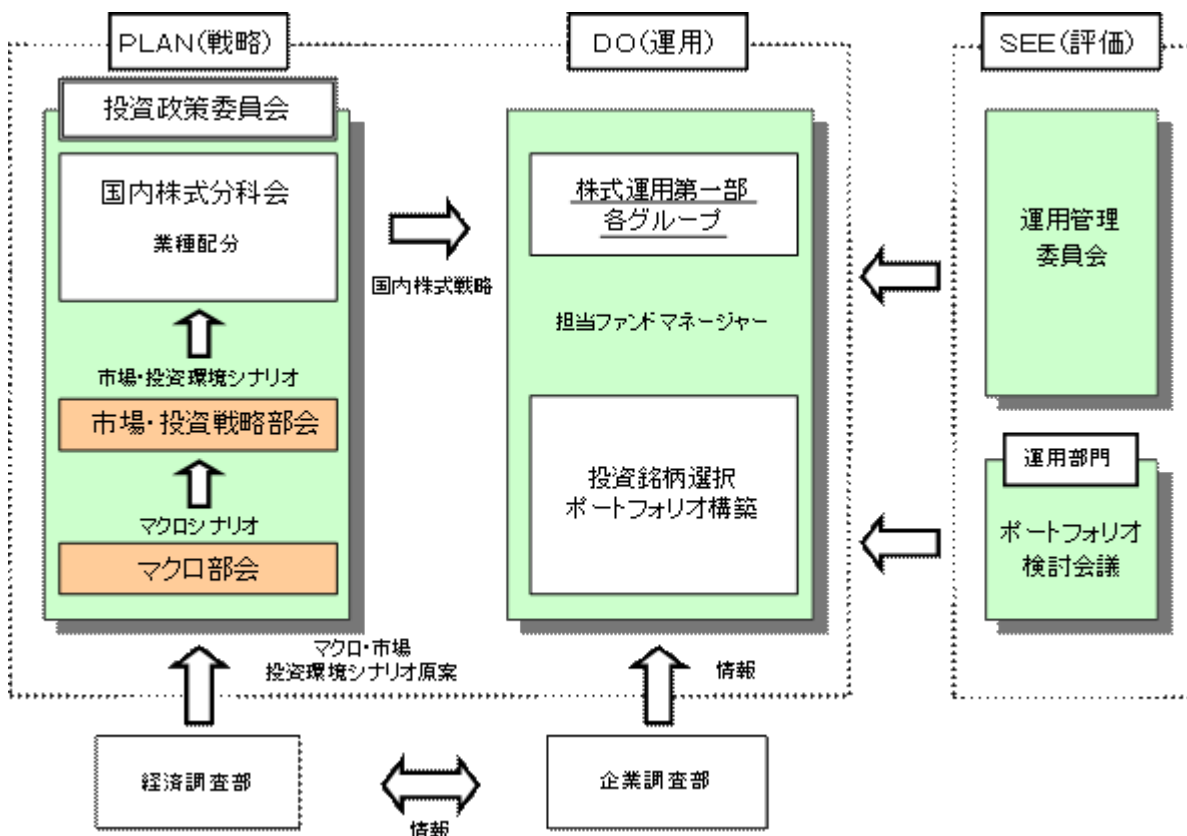 PLAN(戦略)
投資政策委員会
国内株式分科会
業種配分
市場・投資環境シナリオ
市場・投資戦略部会
マクロシナリオ
マクロ部会
国内株式戦略
DO(運用)
株式運用第一部
各グループ
担当ファンドマネージャー
投資銘柄選択
ポートフォリオ構築
SEE(評価)
運用管理
委員会
運用部門
ポートフォリオ
検討会議
マクロ・市場
投資環境シナリオ原案
情報
経済調査部
情報
企業調査部